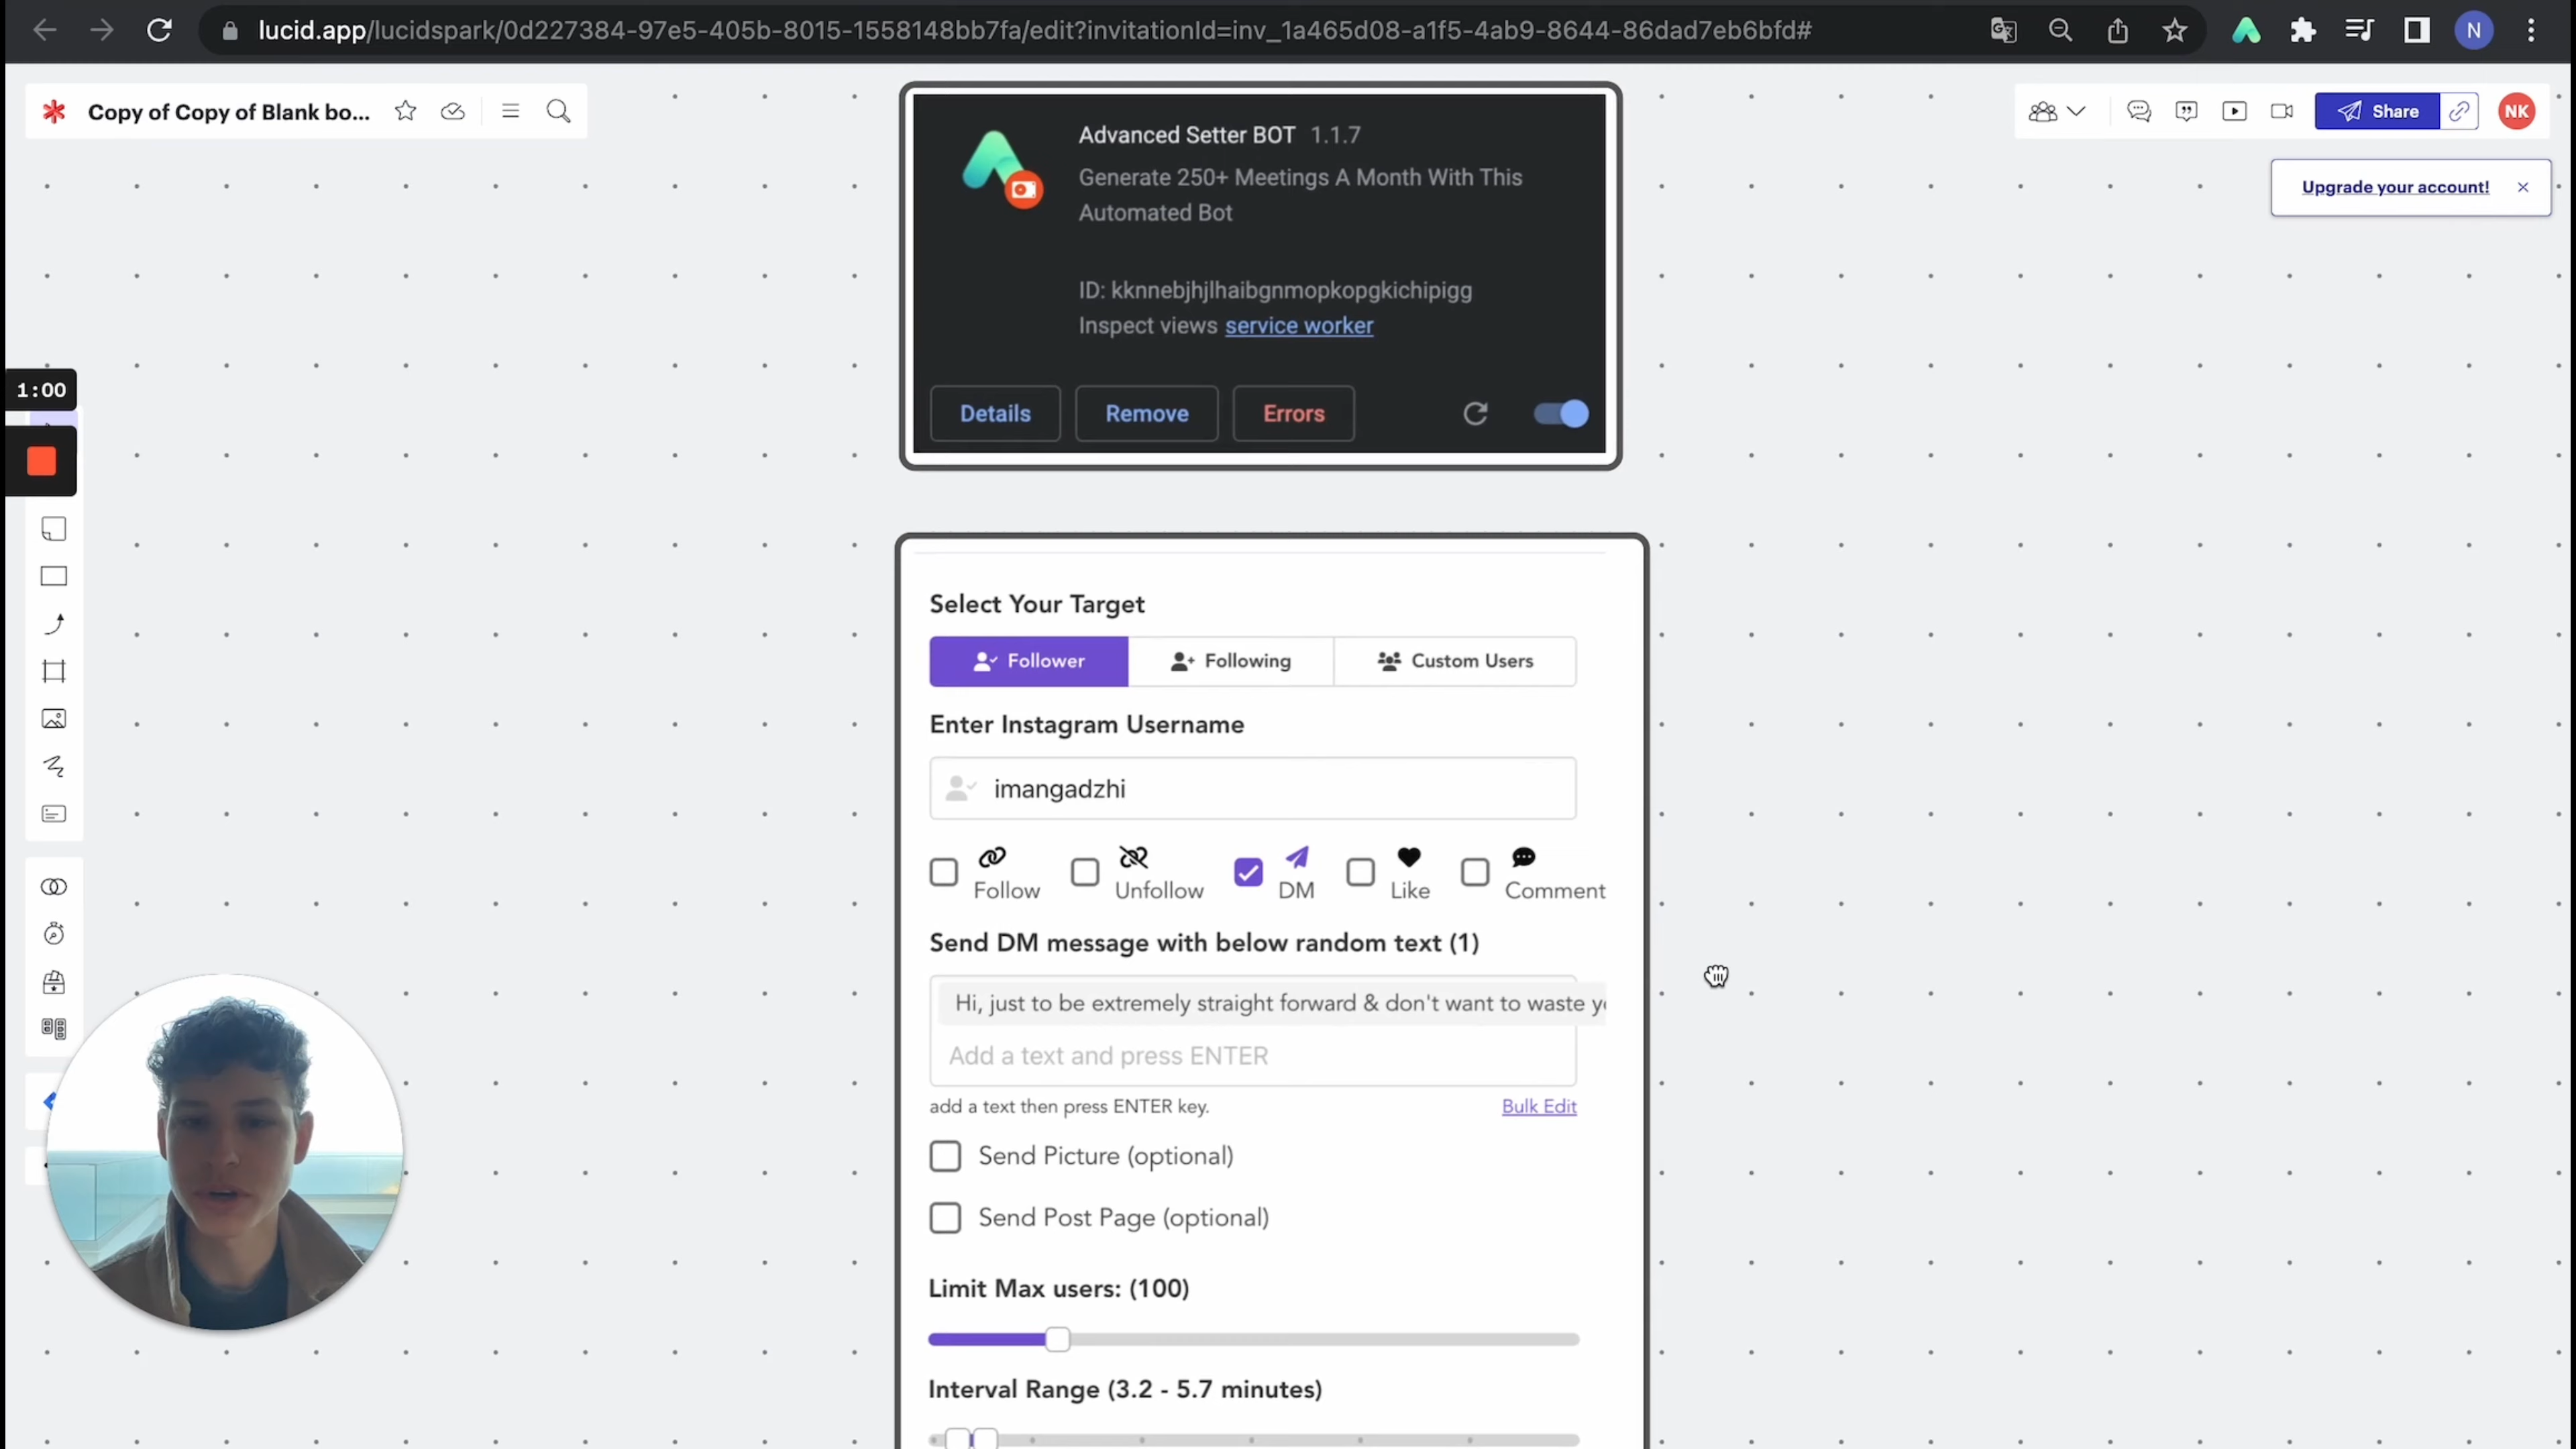 lucid.app/lucidspark/0d227384-97e5-405b-8015-1558148bb7fa/edit?invitationId=inv_1a465d08-a1f5-4ab9-8644-86dad7eb6bfd#
N
Copy of Copy of Blank bo...
Share
NK
Upgrade your account!
Advanced Setter BOT 1.1.7
Generate 250+ Meetings A Month With This
Automated Bot
ID: kknnebjhjlhaibgnmopkopgkichipigg
Inspect views service worker
Details Remove Errors
1:00
Select Your Target
Follower Following Custom Users
Enter Instagram Username
imangadzhi
Follow Unfollow DM Like Comment
Send DM message with below random text (1)
Hi, just to be extremely straight forward & don't want to waste
Add a text and press ENTER
add a text then press ENTER key. Bulk Edit
Send Picture (optional)
Send Post Page (optional)
Limit Max users: (100)
Interval Range (3.2 - 5.7 minutes)